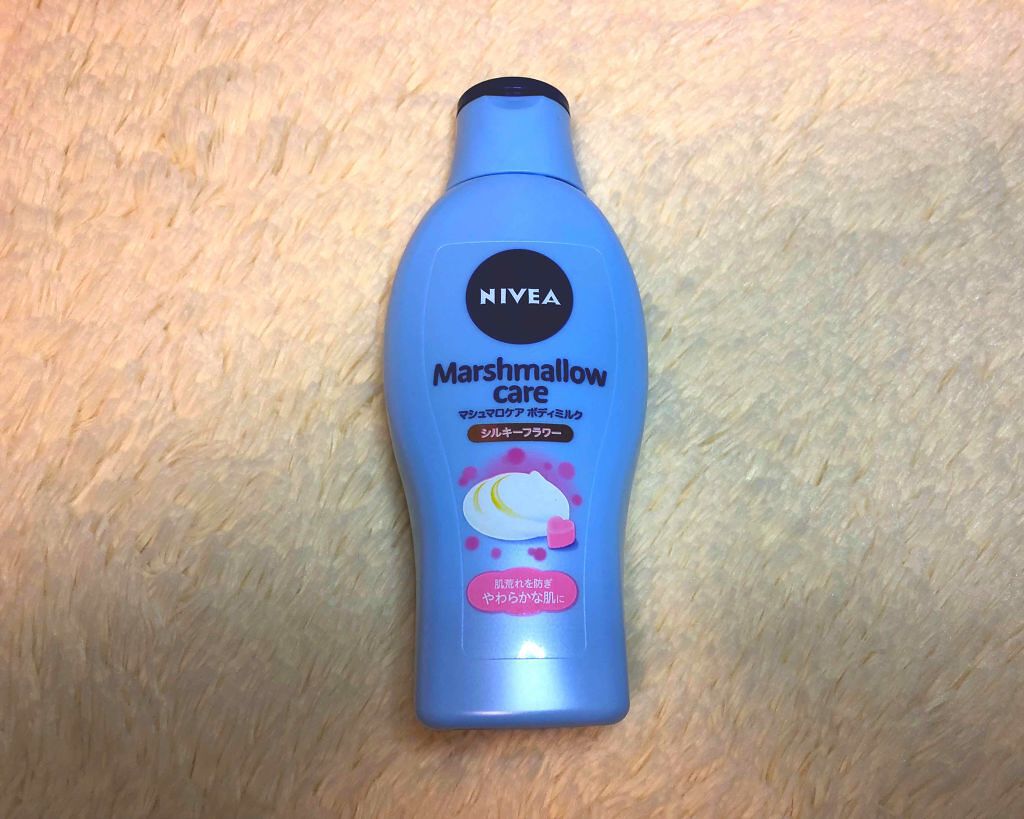 NIVEA
Marshmallow
care
マシュマロケア ボディミルク
シルキーフラワー
肌荒れを防ぎ
やわらかな肌に